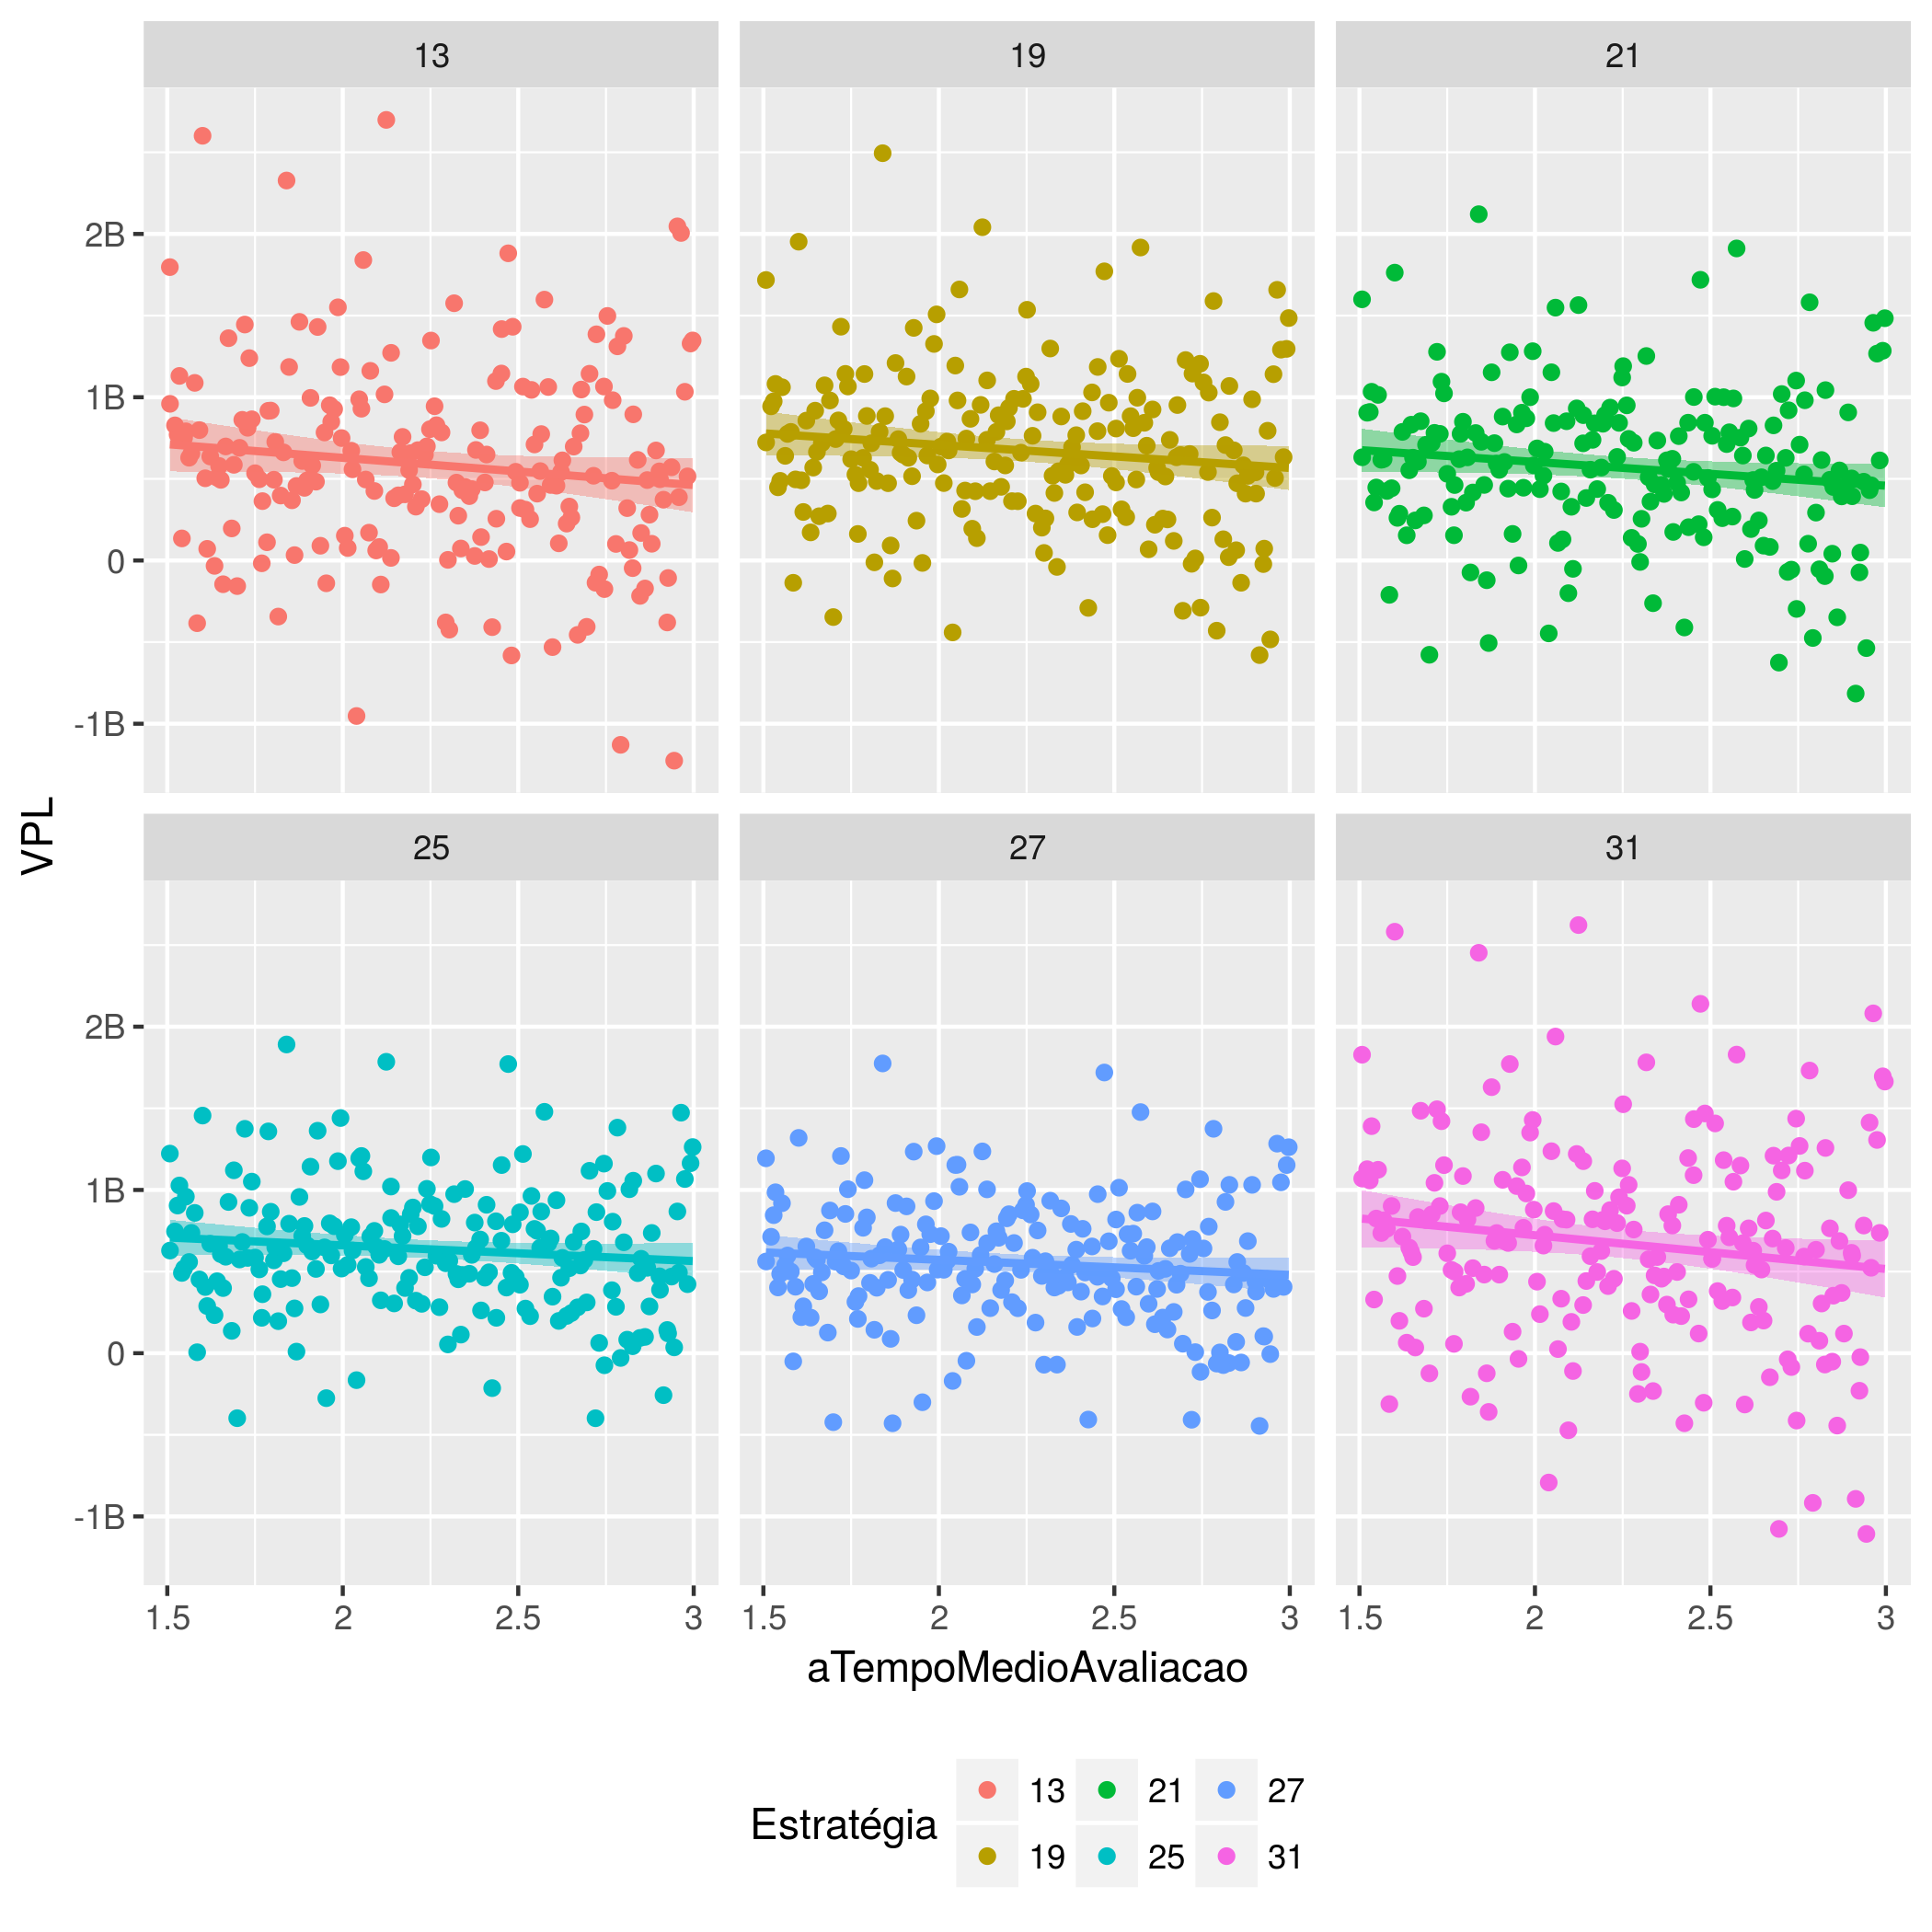 13 19 21
2B
1B
0
-1B
VPL
25 27 31
2B
1B
0
-1B
1.5 2 2.5 3 1.5 2 2.5 3 1.5 2 2.5 3
aTempoMedioAvaliacao
Estratégia
13 21 27
19 25 31